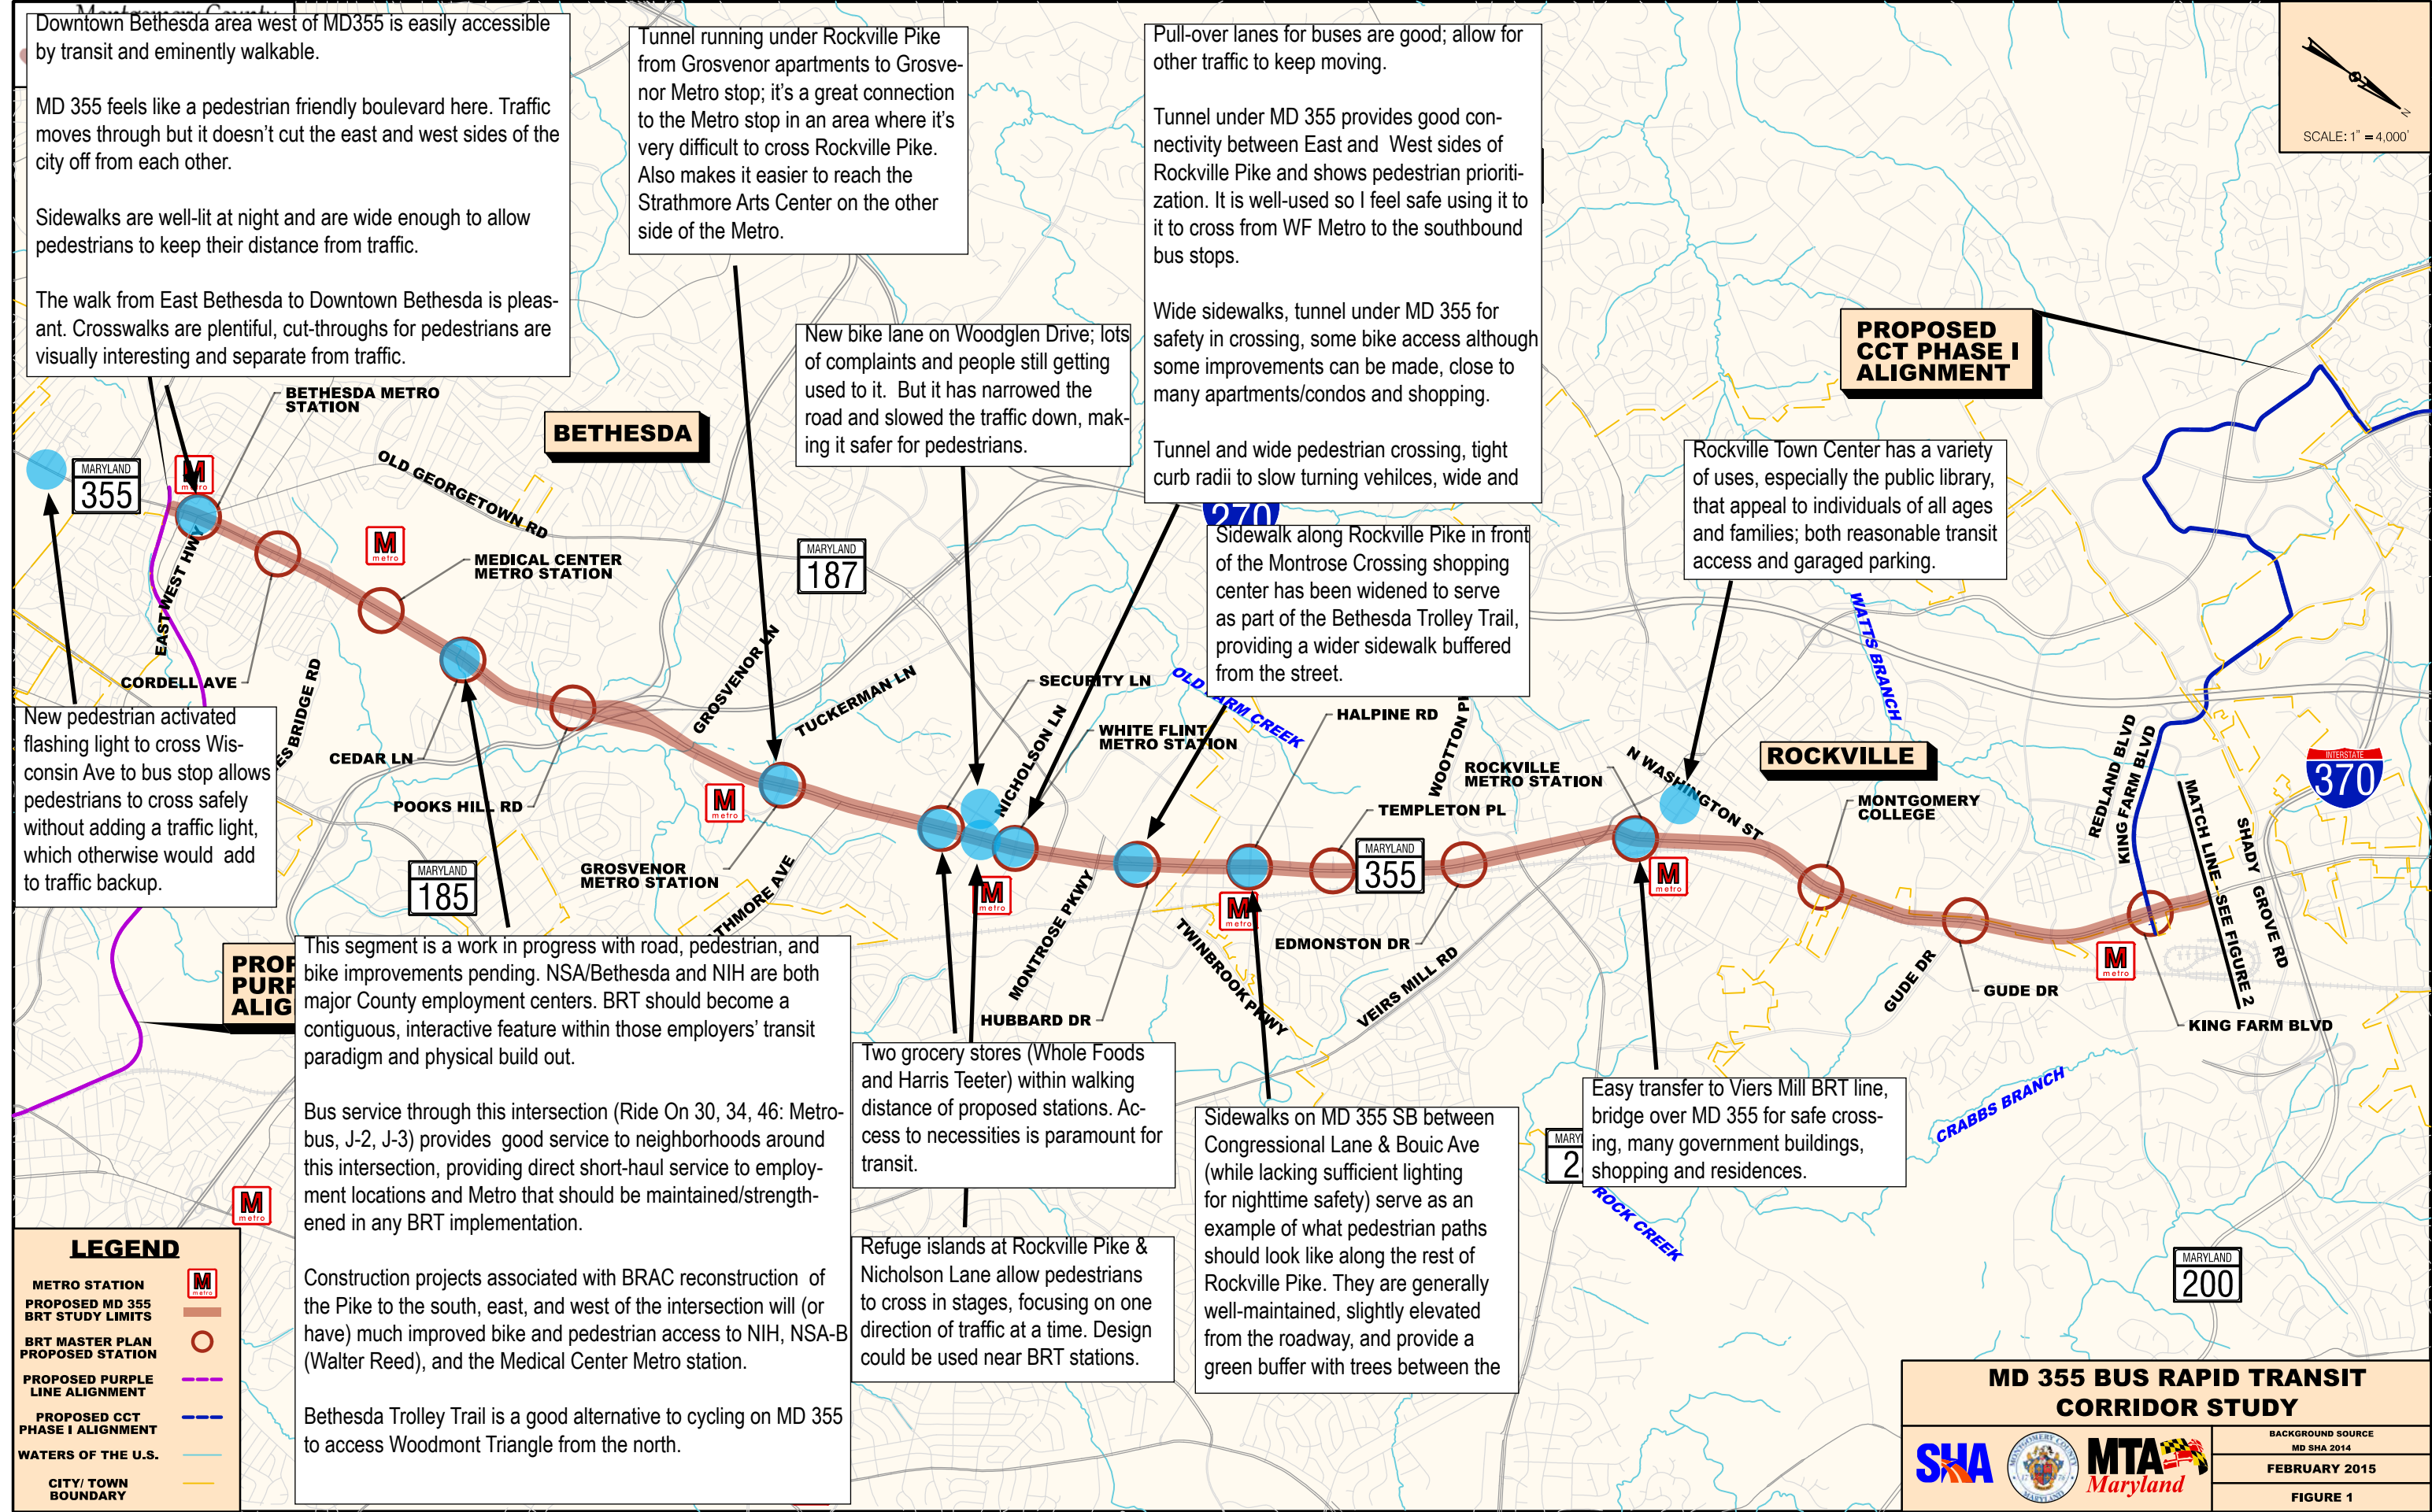 Montgomery County
Downtown Bethesda area west of MD355 is easily accessible
by transit and eminently walkable.
MD 355 feels like a pedestrian friendly boulevard here. Traffic
moves through but it doesn't cut the east and west sides of the
city off from each other.
Sidewalks are well-lit at night and are wide enough to allow
pedestrians to keep their distance from traffic.
The walk from East Bethesda to Downtown Bethesda is pleas-
ant. Crosswalks are plentiful, cut-throughs for pedestrians are
visually interesting and separate from traffic.
Tunnel running under Rockville Pike
from Grosvenor apartments to Grosve-
nor Metro stop; it's a great connection
to the Metro stop in an area where it's
very difficult to cross Rockville Pike.
Also makes it easier to reach the
Strathmore Arts Center on the other
side of the Metro.
Pull-over lanes for buses are good; allow for
other traffic to keep moving.
Tunnel under MD 355 provides good con-
nectivity between East and West sides of
Rockville Pike and shows pedestrian prioriti-
zation. It is well-used so I feel safe using it to
it to cross from WF Metro to the southbound
bus stops.
Wide sidewalks, tunnel under MD 355 for
safety in crossing, some bike access although
some improvements can be made, close to
many apartments/condos and shopping.
Tunnel and wide pedestrian crossing, tight
curb radii to slow turning vehilces, wide and
N
SCALE: 1" = 4,000'
New bike lane on Woodglen Drive; lots
of complaints and people still getting
used to it. But it has narrowed the
road and slowed the traffic down, mak-
ing it safer for pedestrians.
PROPOSED
CCT PHASE I
ALIGNMENT
BETHESDA METRO
STATION
BETHESDA
OLD GEORGETOWN RD
MARYLAND
355
M
metro
M
metro
MEDICAL CENTER
METRO STATION
MARYLAND
187
270
Sidewalk along Rockville Pike in front
of the Montrose Crossing shopping
center has been widened to serve
as part of the Bethesda Trolley Trail,
providing a wider sidewalk buffered
from the street.
Rockville Town Center has a variety
of uses, especially the public library,
that appeal to individuals of all ages
and families; both reasonable transit
access and garaged parking.
EAST WEST HWY
CORDELL AVE
New pedestrian activated
flashing light to cross Wis-
consin Ave to bus stop allows
pedestrians to cross safely
without adding a traffic light,
which otherwise would add
to traffic backup.
ES BRIDGE RD
CEDAR LN
POOKS HILL RD
GROSVENOR LN
TUCKERMAN LN
SECURITY LN
NICHOLSON LN
WHITE FLINT
METRO STATION
OLD FARM CREEK
HALPINE RD
WOOTTON P
ROCKVILLE
METRO STATION
TEMPLETON PL
N WASHINGTON ST
WATTS BRANCH
ROCKVILLE
MONTGOMERY
COLLEGE
REDLAND BLVD
KING FARM BLVD
MATCH LINE - SEE FIGURE 2
SHADY GROVE RD
INTERSTATE
370
M
metro
MARYLAND
185
GROSVENOR
METRO STATION
THMORE AVE
M
metro
MONTROSE PKWY
HUBBARD DR
M
metro
TWINBROOK PKWY
MARYLAND
355
EDMONSTON DR
VEIRS MILL RD
M
metro
GUDE DR
GUDE DR
M
metro
KING FARM BLVD
PROP
PURP
ALIG
This segment is a work in progress with road, pedestrian, and
bike improvements pending. NSA/Bethesda and NIH are both
major County employment centers. BRT should become a
contiguous, interactive feature within those employers' transit
paradigm and physical build out.
Bus service through this intersection (Ride On 30, 34, 46: Metro-
bus, J-2, J-3) provides good service to neighborhoods around
this intersection, providing direct short-haul service to employ-
ment locations and Metro that should be maintained/strength-
ened in any BRT implementation.
Construction projects associated with BRAC reconstruction of
the Pike to the south, east, and west of the intersection will (or
have) much improved bike and pedestrian access to NIH, NSA-B
(Walter Reed), and the Medical Center Metro station.
Bethesda Trolley Trail is a good alternative to cycling on MD 355
to access Woodmont Triangle from the north.
Two grocery stores (Whole Foods
and Harris Teeter) within walking
distance of proposed stations. Ac-
cess to necessities is paramount for
transit.
Refuge islands at Rockville Pike &
Nicholson Lane allow pedestrians
to cross in stages, focusing on one
direction of traffic at a time. Design
could be used near BRT stations.
Sidewalks on MD 355 SB between
Congressional Lane & Bouic Ave
(while lacking sufficient lighting
for nighttime safety) serve as an
example of what pedestrian paths
should look like along the rest of
Rockville Pike. They are generally
well-maintained, slightly elevated
from the roadway, and provide a
green buffer with trees between the
Easy transfer to Viers Mill BRT line,
bridge over MD 355 for safe cross-
ing, many government buildings,
shopping and residences.
MARY
2
CRABBS BRANCH
ROCK CREEK
MARYLAND
200
M
metro
LEGEND
METRO STATION
M
metro
PROPOSED MD 355
BRT STUDY LIMITS
BRT MASTER PLAN
PROPOSED STATION
PROPOSED PURPLE
LINE ALIGNMENT
PROPOSED CCT
PHASE I ALIGNMENT
WATERS OF THE U.S.
CITY/ TOWN
BOUNDARY
MD 355 BUS RAPID TRANSIT
CORRIDOR STUDY
SHA
MONTGOMERY COUNTY
17 76
MARYLAND
MTA
Maryland
BACKGROUND SOURCE
MD SHA 2014
FEBRUARY 2015
FIGURE 1